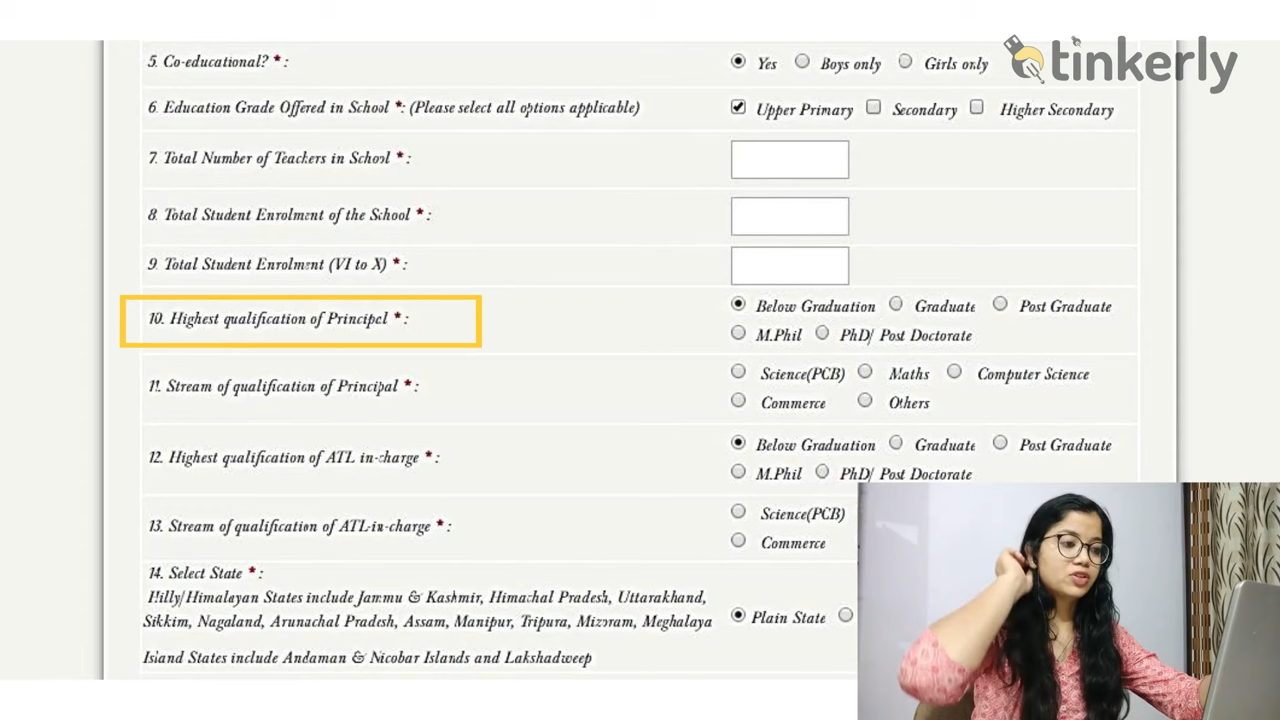 tinkerly
5. Co-educational? * :
Yes Boys only Girls only
6. Education Grade Offered in School *: (Please select all options applicable)
Upper Primary Secondary Higher Secondary
7. Total Number of Teachers in School * :
8. Total Student Enrolment of the School * :
9. Total Student Enrolment (VI to X) * :
10. Highest qualification of Principal * :
Below Graduation Graduate Post Graduate
M.Phil PhD/ Post Doctorate
11. Stream of qualification of Principal * :
Science(PCB) Maths Computer Science
Commerce Others
12. Highest qualification of ATL in-charge * :
Below Graduation Graduate Post Graduate
M.Phil PhD/ Post Doctorate
13. Stream of qualification of ATL-in-charge * :
Science(PCB)
Commerce
14. Select State * :
Hilly/Himalayan States include Jammu & Kashmir, Himachal Pradesh, Uttarakhand,
Sikkim, Nagaland, Arunachal Pradesh, Assam, Manipur, Tripura, Mizoram, Meghalaya
Plain State
Island States include Andaman & Nicobar Islands and Lakshadweep